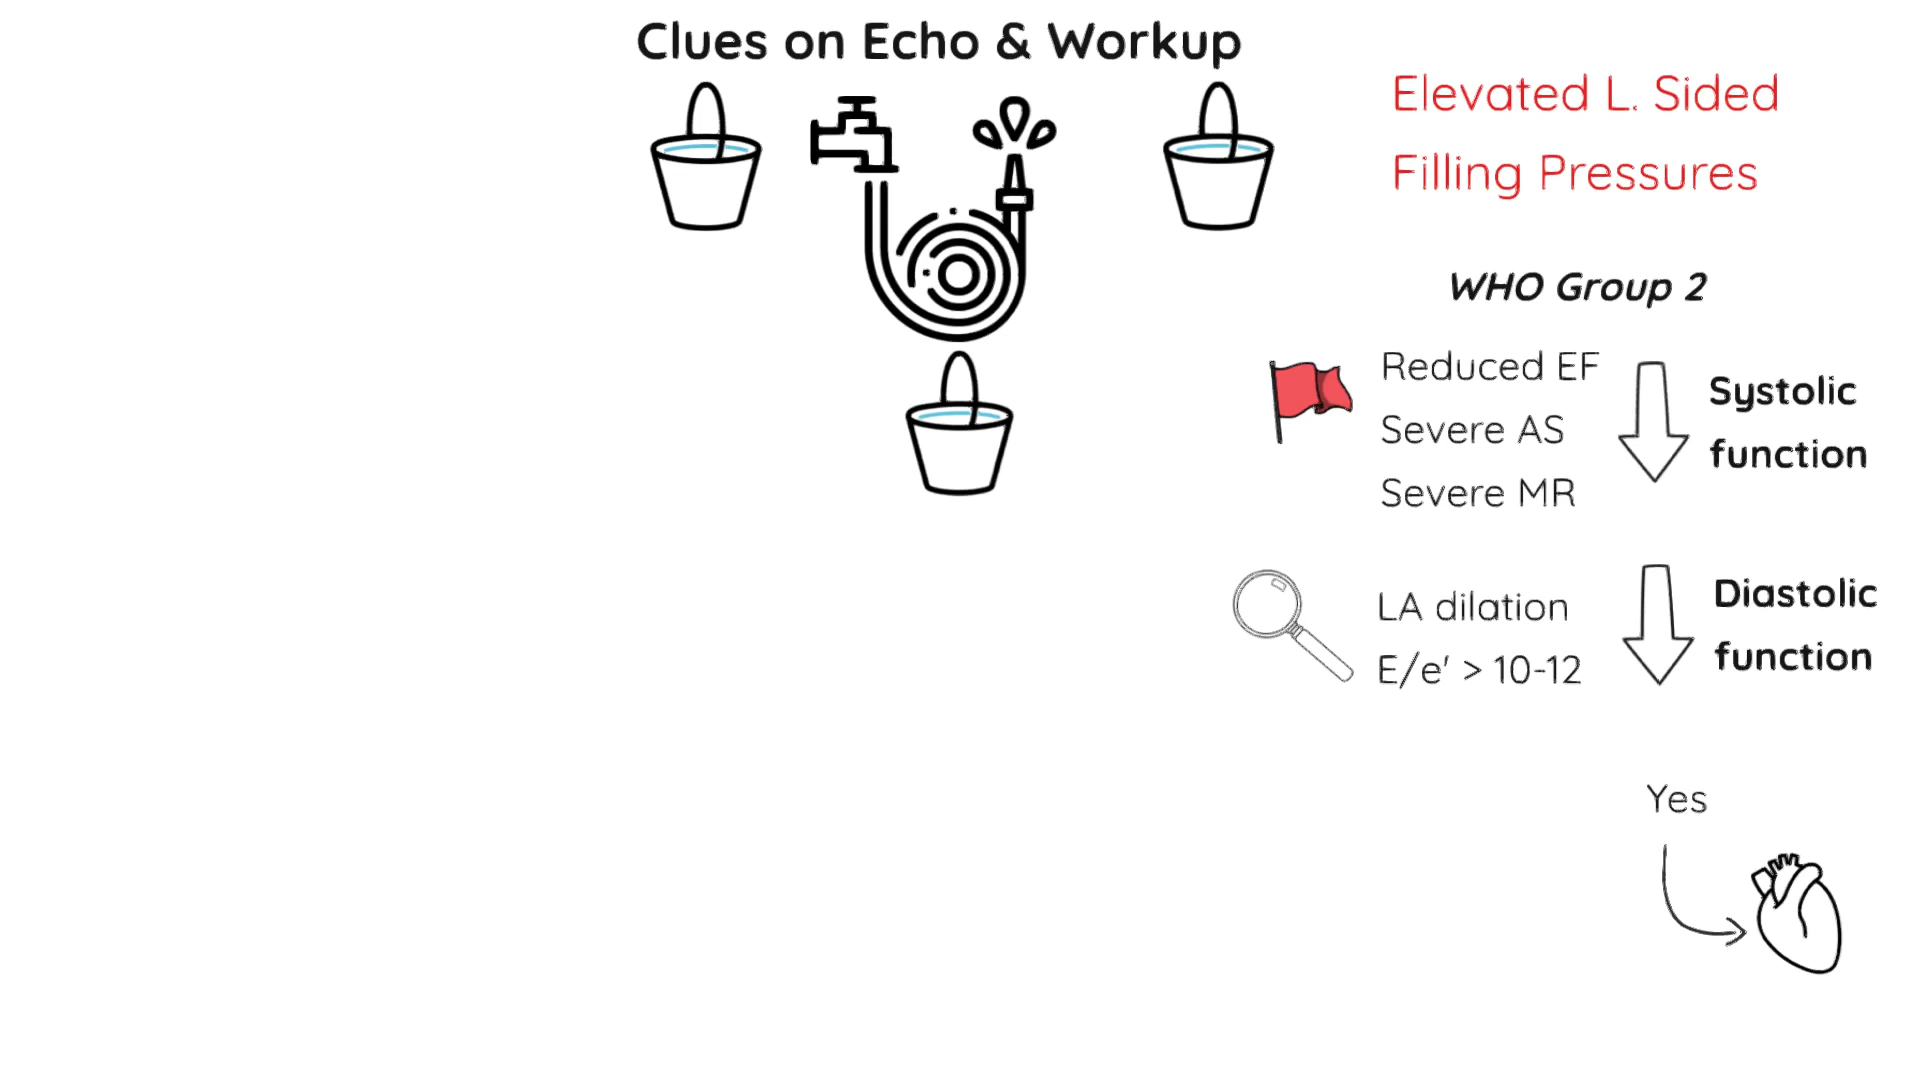 Clues on Echo & Workup
Elevated L. Sided
Filling Pressures
WHO Group 2
Reduced EF
Severe AS
Severe MR
Systolic
function
LA dilation
E/e' > 10-12
Diastolic
function
Yes